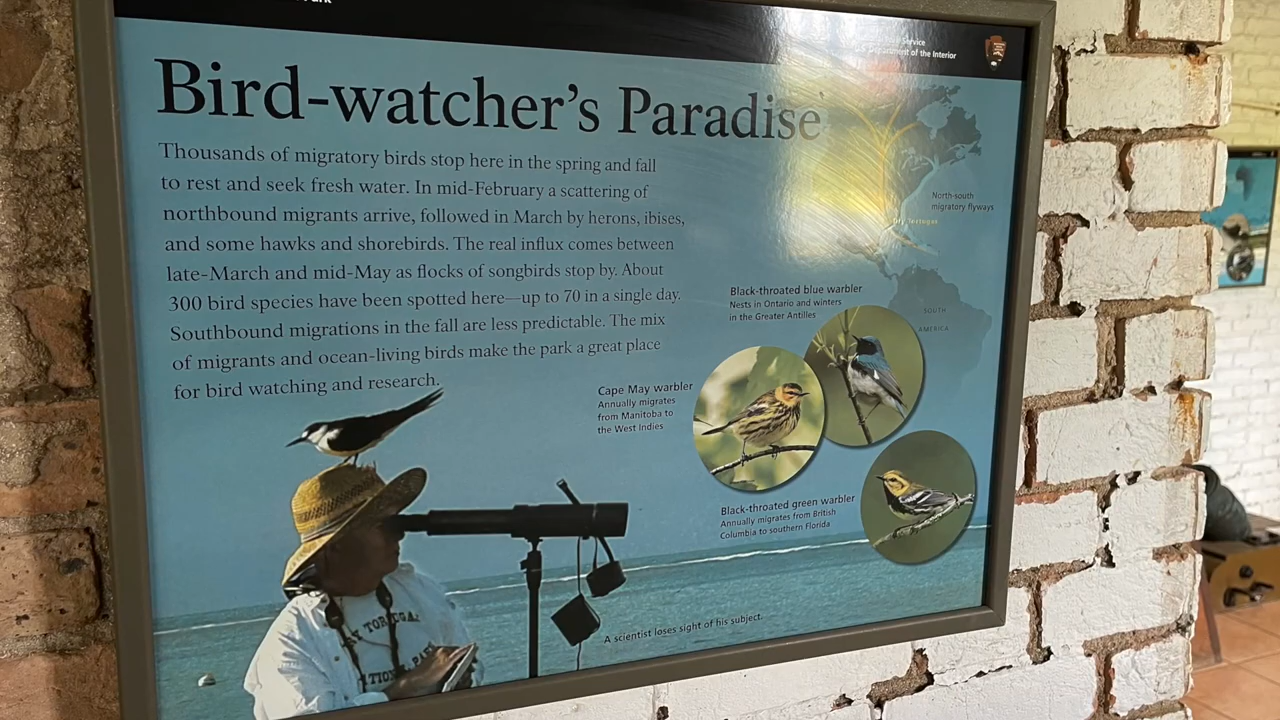 Service
Department of the Interior
Bird-watcher's Paradise
Thousands of migratory birds stop here in the spring and fall
to rest and seek fresh water. In mid-February a scattering of
northbound migrants arrive, followed in March by herons, ibises,
and some hawks and shorebirds. The real influx comes between
late-March and mid-May as flocks of songbirds stop by. About
300 bird species have been spotted here—up to 70 in a single day.
Southbound migrations in the fall are less predictable. The mix
of migrants and ocean-living birds make the park a great place
for bird watching and research.
North-south
migratory flyways
Dry Tortugas
SOUTH
AMERICA
Black-throated blue warbler
Nests in Ontario and winters
in the Greater Antilles
Cape May warbler
Annually migrates
from Manitoba to
the West Indies
Black-throated green warbler
Annually migrates from British
Columbia to southern Florida
A scientist loses sight of his subject.